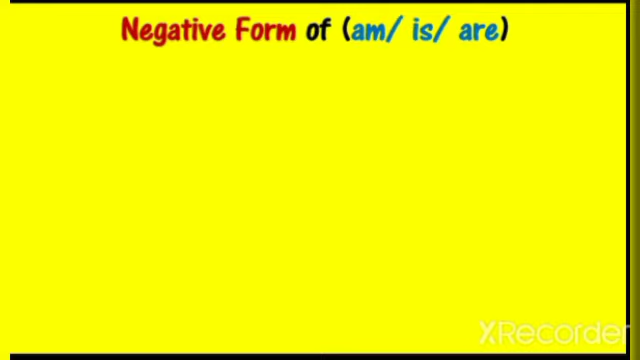 Negative Form of (am/ is/ are)
XRecorder